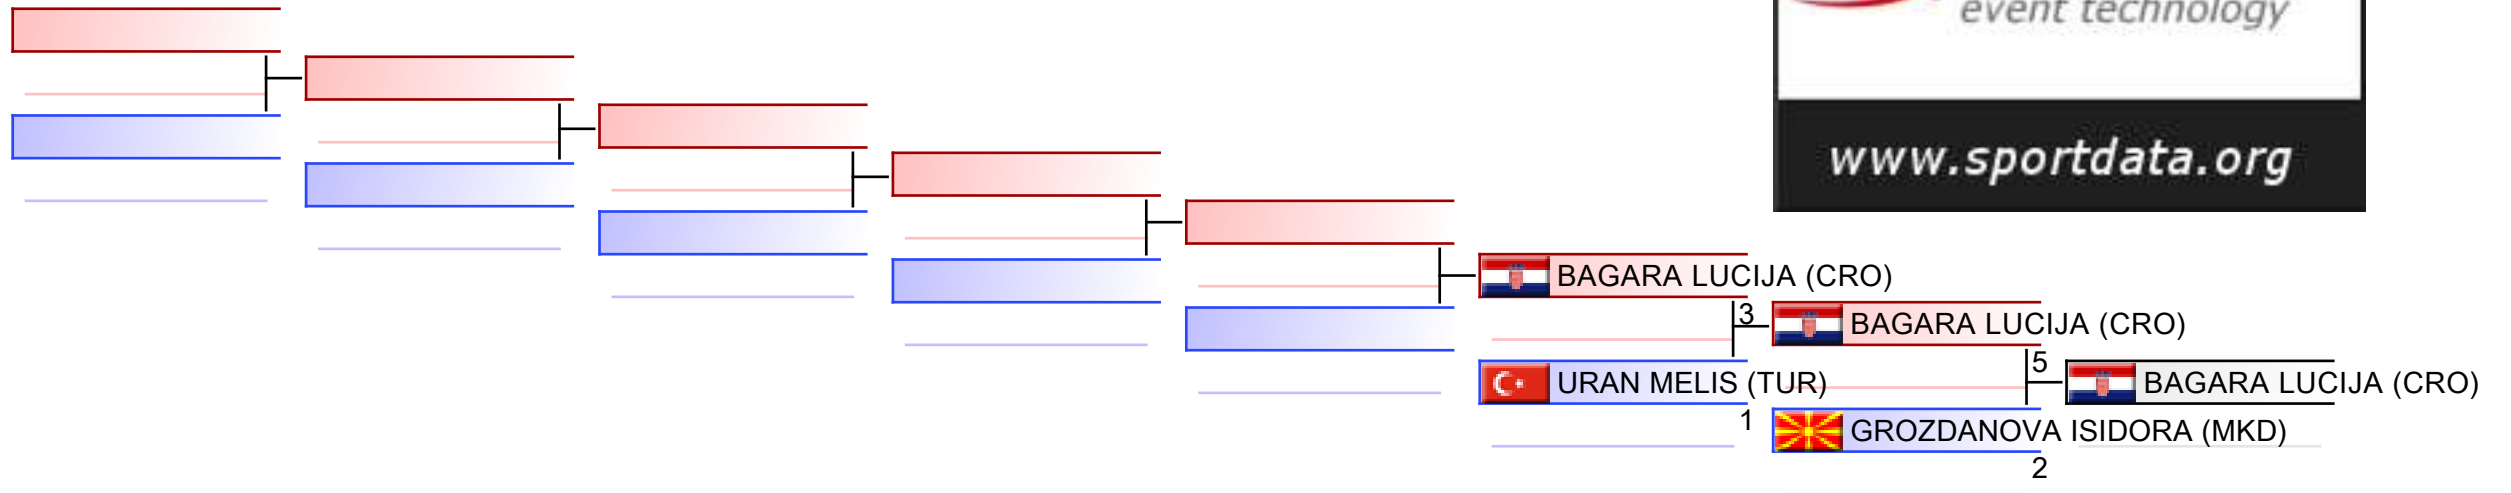 event technology
www.sportdata.org
BAGARA LUCIJA (CRO)
3
BAGARA LUCIJA (CRO)
URAN MELIS (TUR)
5
BAGARA LUCIJA (CRO)
1
GROZDANOVA ISIDORA (MKD)
2